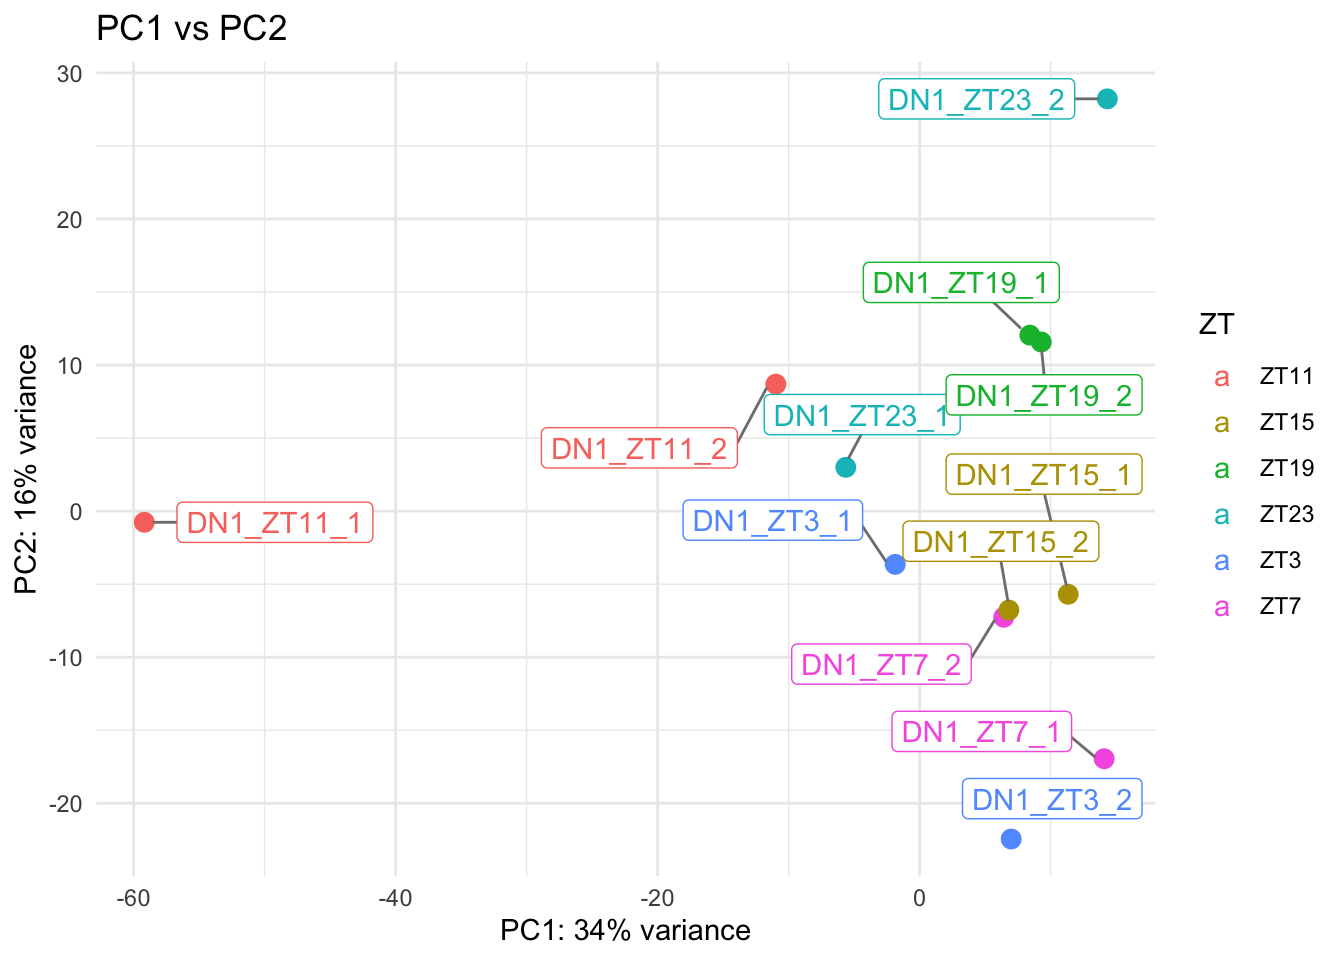 PC1 vs PC2
30
20
10
0
-10
-20
PC2: 16% variance
DN1_ZT23_2
DN1_ZT19_1
DN1_ZT19_2
DN1_ZT23_1
DN1_ZT11_2
DN1_ZT15_1
DN1_ZT11_1
DN1_ZT3_1
DN1_ZT15_2
DN1_ZT7_2
DN1_ZT7_1
DN1_ZT3_2
-60
-40
-20
0
PC1: 34% variance
ZT
a ZT11
a ZT15
a ZT19
a ZT23
a ZT3
a ZT7